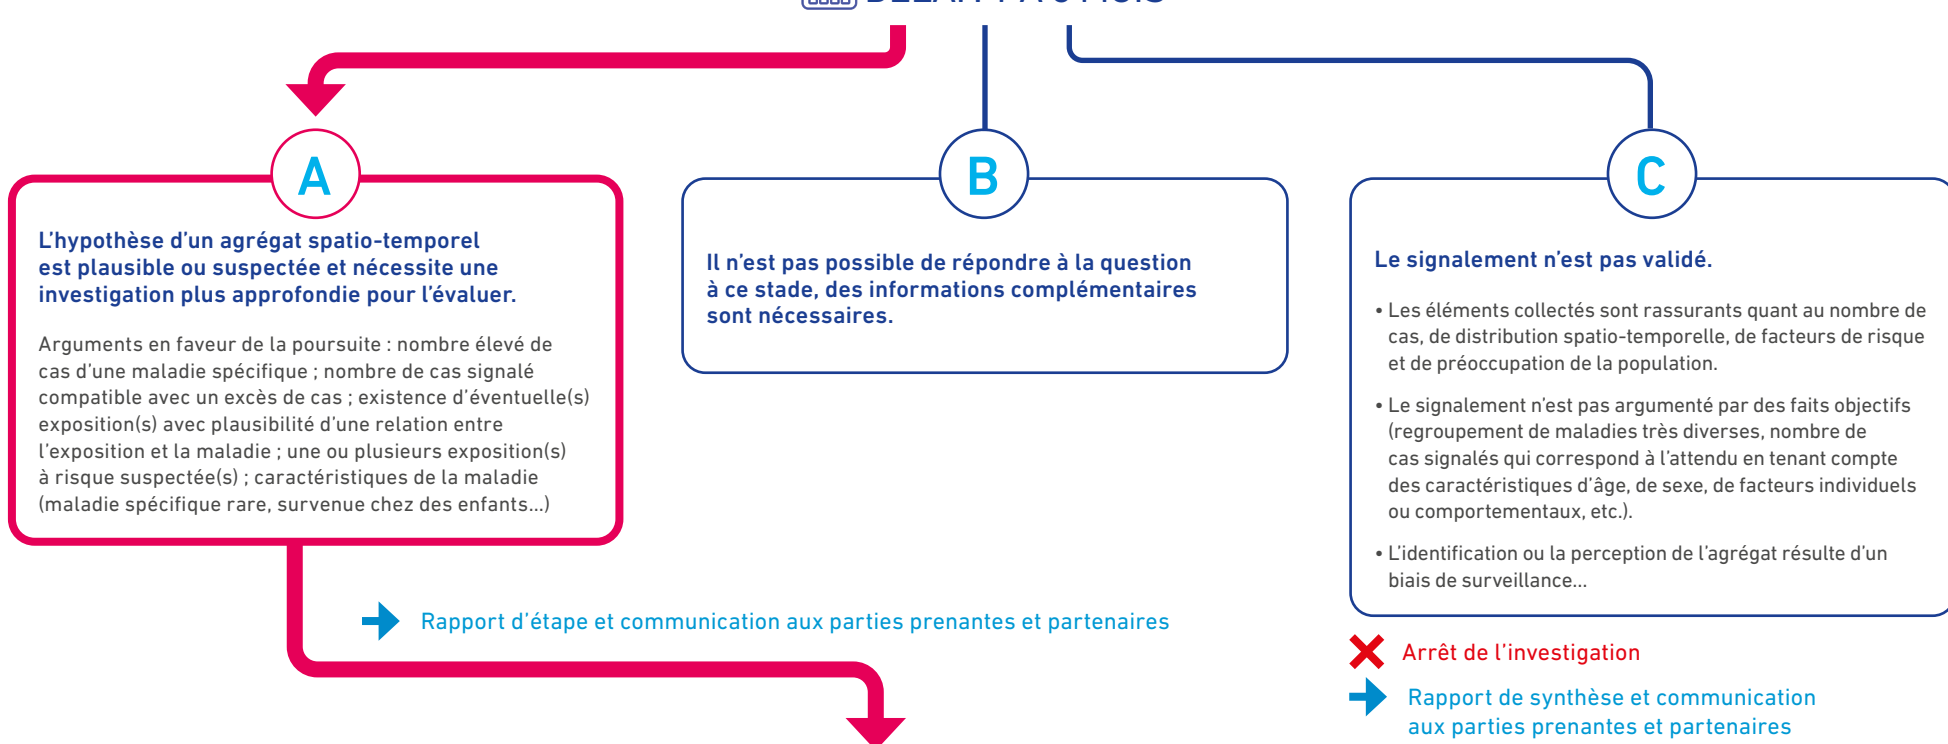 A
L’hypothèse d’un agrégat spatio-temporel
est plausible ou suspectée et nécessite une
investigation plus approfondie pour l’évaluer.
Arguments en faveur de la poursuite : nombre élevé de
cas d’une maladie spécifique ; nombre de cas signalé
compatible avec un excès de cas ; existence d’éventuelle(s)
exposition(s) avec plausibilité d’une relation entre
l’exposition et la maladie ; une ou plusieurs exposition(s)
à risque suspectée(s) ; caractéristiques de la maladie
(maladie spécifique rare, survenue chez des enfants...)
Rapport d’étape et communication aux parties prenantes et partenaires
B
Il n’est pas possible de répondre à la question
à ce stade, des informations complémentaires
sont nécessaires.
C
Le signalement n’est pas validé.
• Les éléments collectés sont rassurants quant au nombre de
cas, de distribution spatio-temporelle, de facteurs de risque
et de préoccupation de la population.
• Le signalement n’est pas argumenté par des faits objectifs
(regroupement de maladies très diverses, nombre de
cas signalés qui correspond à l’attendu en tenant compte
des caractéristiques d’âge, de sexe, de facteurs individuels
ou comportementaux, etc.).
• L’identification ou la perception de l’agrégat résulte d’un
biais de surveillance...
Arrêt de l’investigation
Rapport de synthèse et communication
aux parties prenantes et partenaires